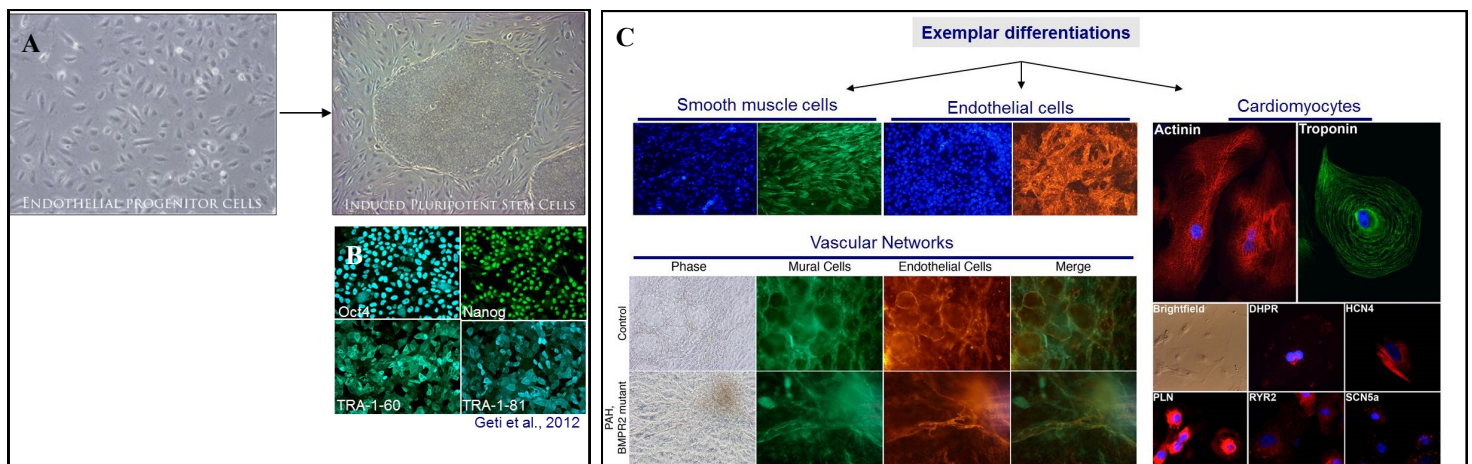 A
ENDOTHELIAL PROGENITOR CELLS
INDUCED PLURIPOTENT STEM CELLS
B
Oct4
Nanog
TRA-1-60
TRA-1-81
Geti et al., 2012
C
Exemplar differentiations
Smooth muscle cells
Endothelial cells
Cardiomyocytes
Actinin
Troponin
Vascular Networks
Phase
Mural Cells
Endothelial Cells
Merge
Control
PAH,
BMPR2 mutant
Brightfield
DHPR
HCN4
PLN
RYR2
SCN5a